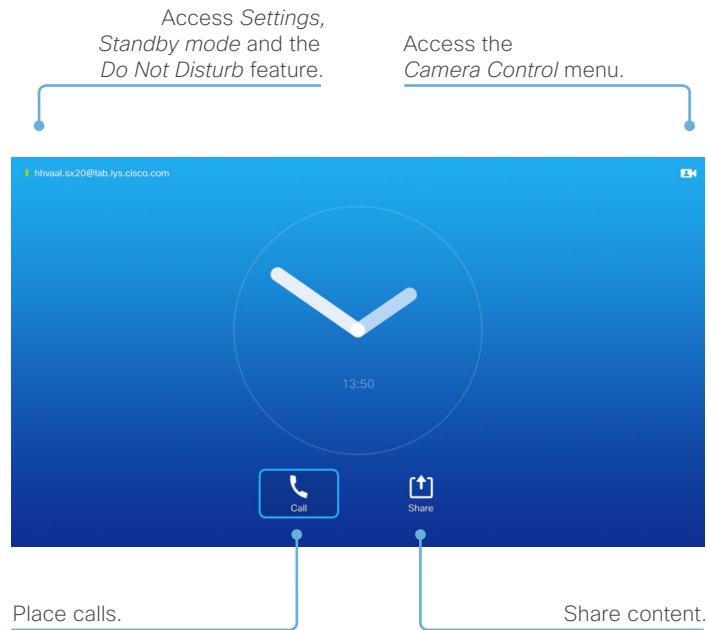 Access Settings,
Standby mode and the
Do Not Disturb feature.
Access the
Camera Control menu.
hhvaal.sx20@lab.lys.cisco.com
13:50
Call
Share
Place calls.
Share content.